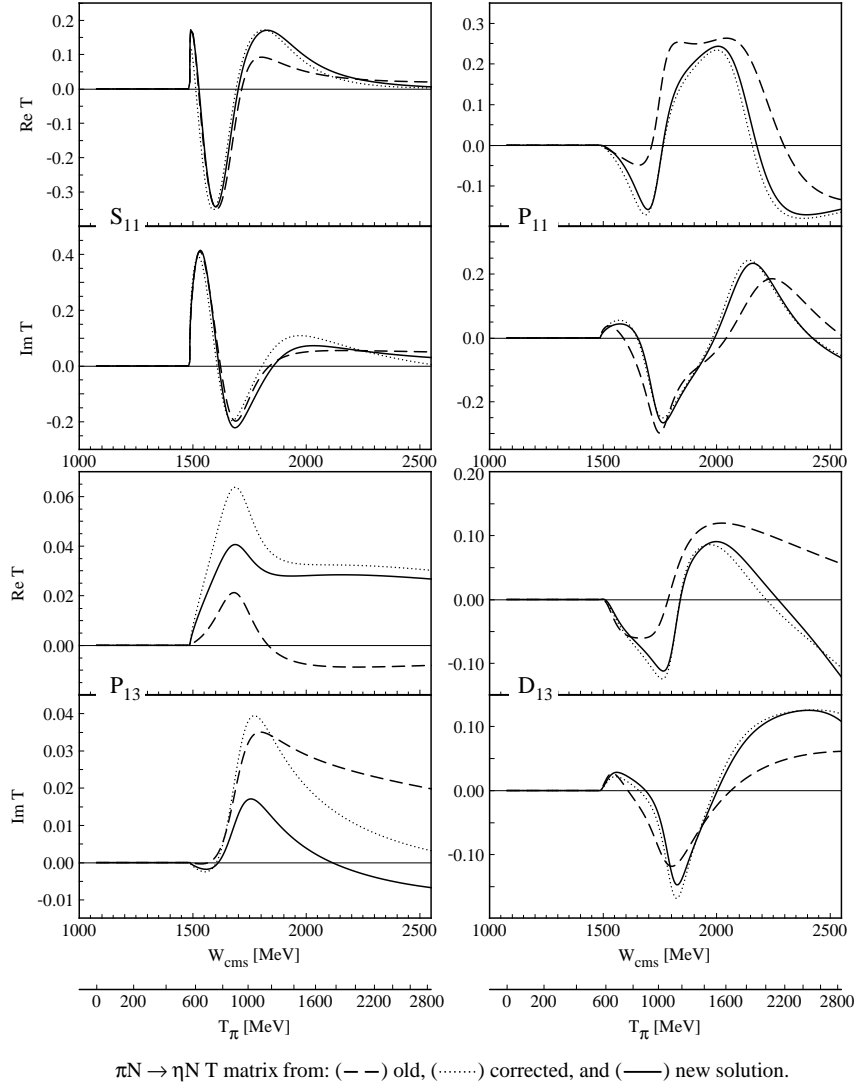 0.2
0.1
0.0
-0.1
-0.2
-0.3
Re T
S11
0.4
0.2
0.0
-0.2
Im T
1000 1500 2000 2500
0.3
0.2
0.1
0.0
-0.1
Re T
P11
0.2
0.0
-0.2
Im T
1000 1500 2000 2500
0.06
0.04
0.02
0.00
Re T
P13
0.04
0.03
0.02
0.01
0.00
-0.01
Im T
1000 1500 2000 2500
Wcms [MeV]
0 200 600 1000 1600 2200 2800
Tπ [MeV]
0.10
0.00
-0.10
Re T
D13
0.10
0.00
-0.10
Im T
1000 1500 2000 2500
Wcms [MeV]
0 200 600 1000 1600 2200 2800
Tπ [MeV]
πN → ηN T matrix from: (– –) old, (........) corrected, and (——) new solution.